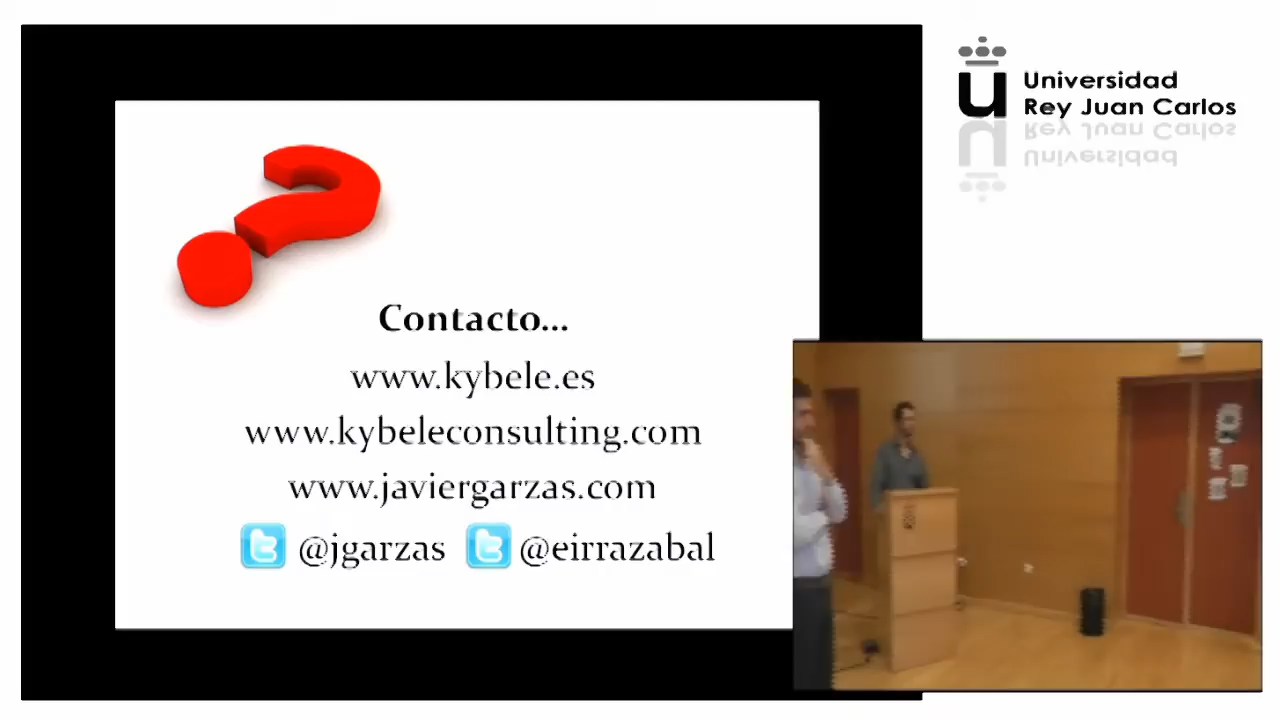 Contacto...
www.kybele.es
www.kybeleconsulting.com
www.javiergarzas.com
@jgarzas @eirrazabal
Universidad
Rey Juan Carlos